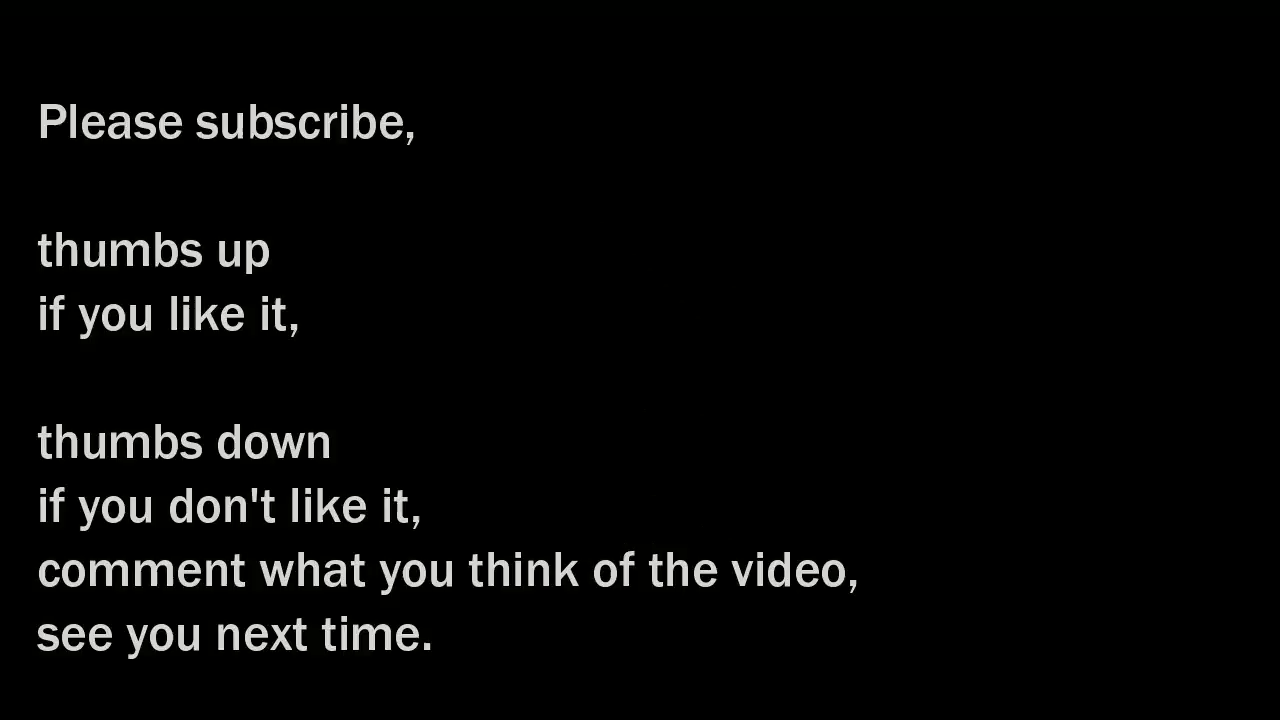 Please subscribe,
thumbs up
if you like it,
thumbs down
if you don't like it,
comment what you think of the video,
see you next time.